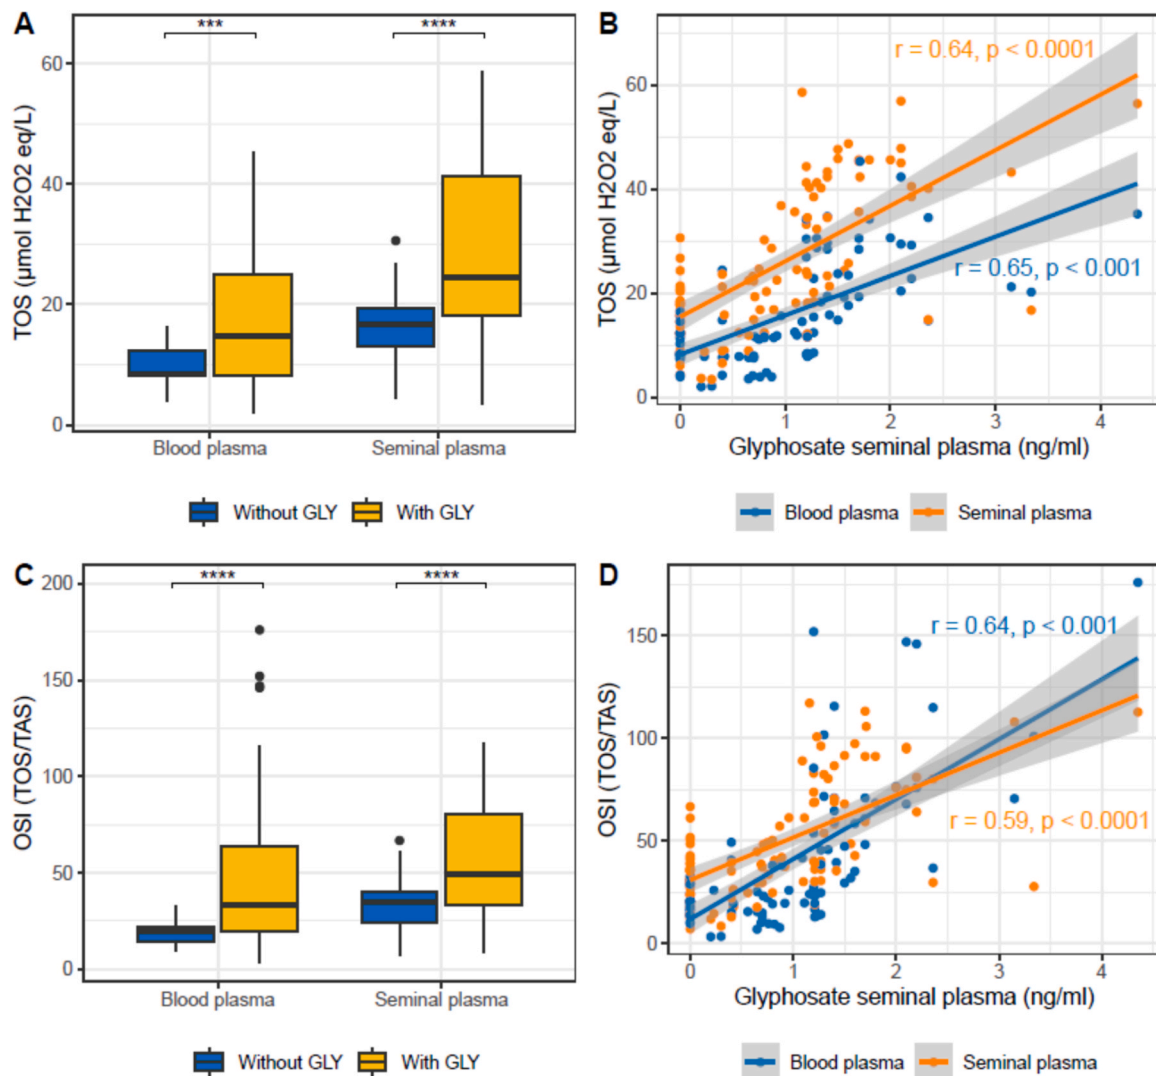 A
***
****
TOS (µmol H2O2 eq/L)
60
40
20
0
Blood plasma
Seminal plasma
Without GLY
With GLY
B
r = 0.64, p < 0.0001
r = 0.65, p < 0.001
TOS (µmol H2O2 eq/L)
60
40
20
0
0 1 2 3 4
Glyphosate seminal plasma (ng/ml)
Blood plasma
Seminal plasma
C
****
****
OSI (TOS/TAS)
200
150
100
50
0
Blood plasma
Seminal plasma
Without GLY
With GLY
D
r = 0.64, p < 0.001
r = 0.59, p < 0.0001
OSI (TOS/TAS)
150
100
50
0
0 1 2 3 4
Glyphosate seminal plasma (ng/ml)
Blood plasma
Seminal plasma